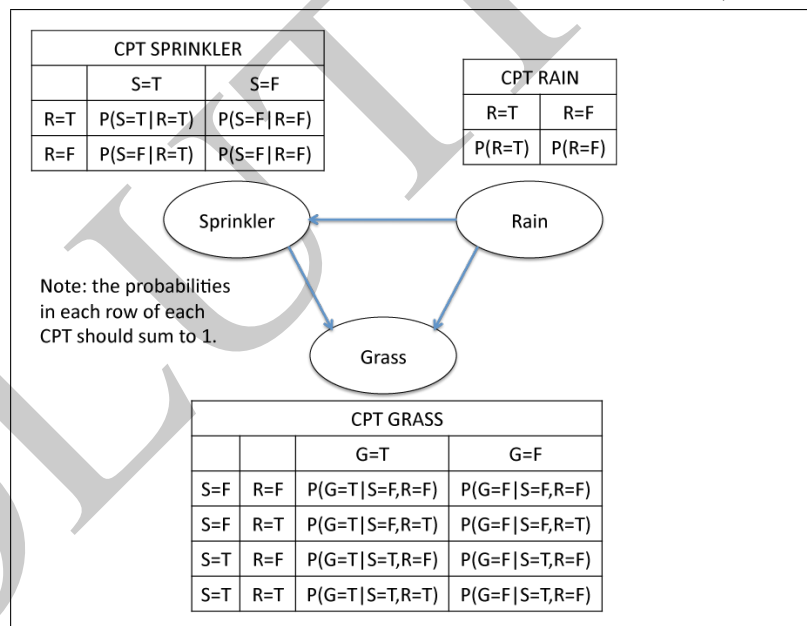 CPT SPRINKLER
S=T S=F
R=T P(S=T|R=T) P(S=F|R=F)
R=F P(S=F|R=T) P(S=F|R=F)
CPT RAIN
R=T R=F
P(R=T) P(R=F)
Sprinkler
Rain
Note: the probabilities
in each row of each
CPT should sum to 1.
Grass
CPT GRASS
G=T G=F
S=F R=F P(G=T|S=F,R=F) P(G=F|S=F,R=F)
S=F R=T P(G=T|S=F,R=T) P(G=F|S=F,R=T)
S=T R=F P(G=T|S=T,R=F) P(G=F|S=T,R=F)
S=T R=T P(G=T|S=T,R=T) P(G=F|S=T,R=F)